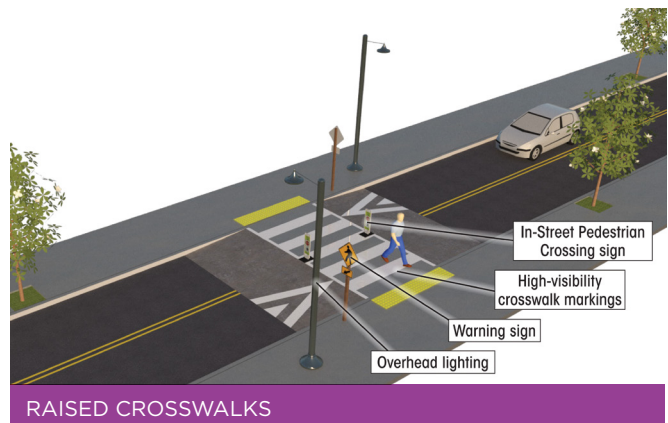 In-Street Pedestrian
Crossing sign
High-visibility
crosswalk markings
Warning sign
Overhead lighting
RAISED CROSSWALKS